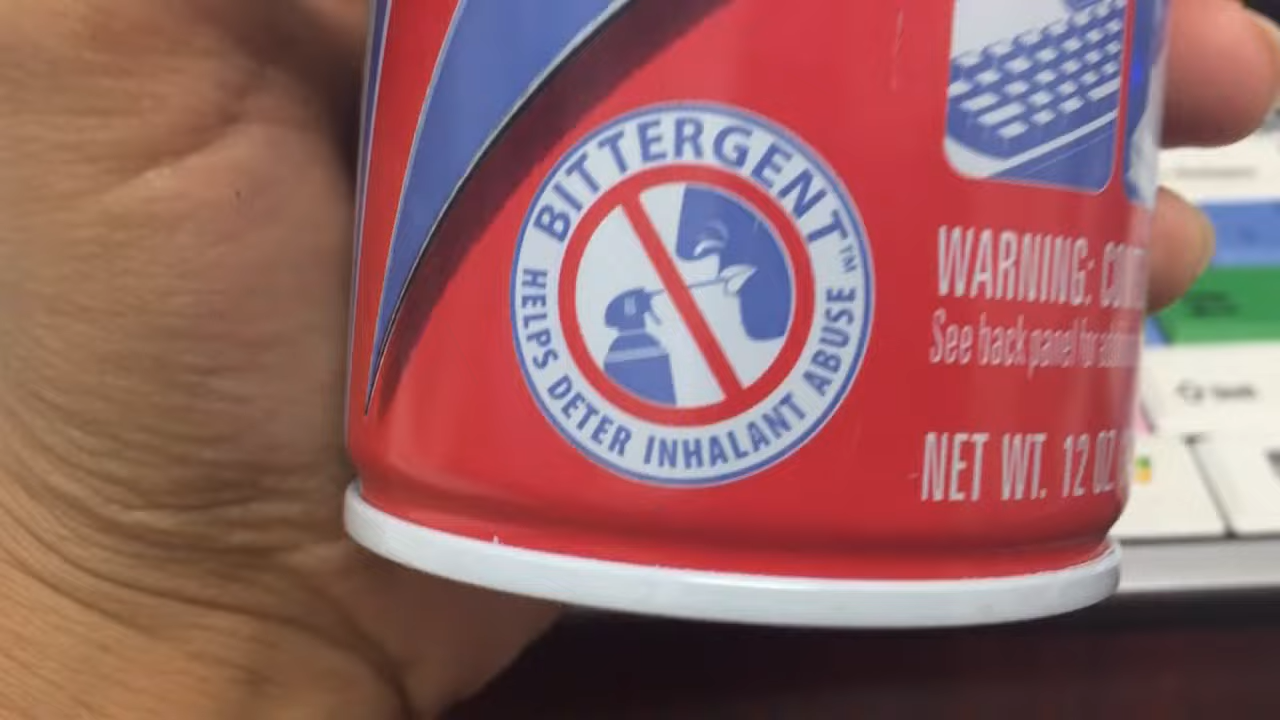 BITTERGENT™
HELPS DETER INHALANT ABUSE
WARNING:
See back panel for
NET WT. 12 OZ